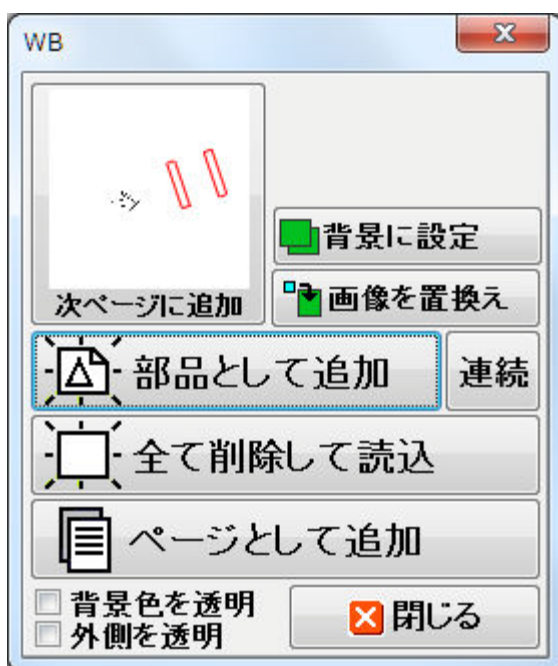 WB
背景に設定
次ページに追加
画像を置換え
部品として追加
連続
全て削除して読込
ページとして追加
背景色を透明
外側を透明
閉じる